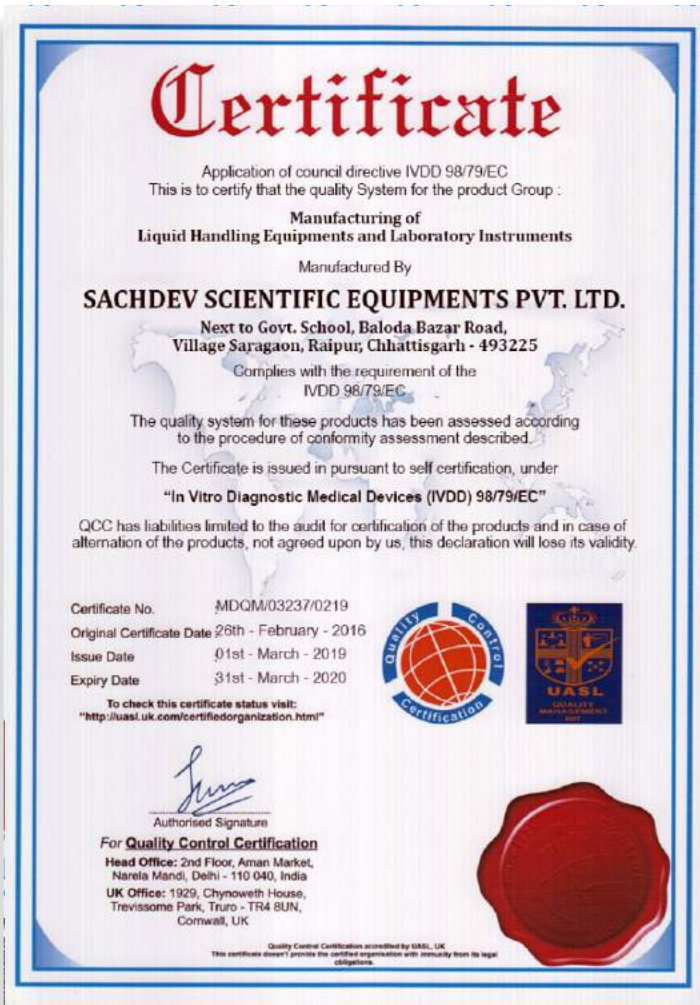 Certificate
Application of council directive IVDD 98/79/EC
This is to certify that the quality System for the product Group :
Manufacturing of
Liquid Handling Equipments and Laboratory Instruments
Manufactured By
SACHDEV SCIENTIFIC EQUIPMENTS PVT. LTD.
Next to Govt. School, Baloda Bazar Road,
Village Saragaon, Raipur, Chhattisgarh - 493225
Complies with the requirement of the
IVDD 98/79/EC
The quality system for these products has been assessed according
to the procedure of conformity assessment described.
The Certificate is issued in pursuant to self certification, under
“In Vitro Diagnostic Medical Devices (IVDD) 98/79/EC”
QCC has liabilities limited to the audit for certification of the products and in case of
alternation of the products, not agreed upon by us, this declaration will lose its validity.
Certificate No. : MDQM/03237/0219
Original Certificate Date : 26th - February - 2016
Issue Date : 01st - March - 2019
Expiry Date : 31st - March - 2020
To check this certificate status visit:
"http://uasl.uk.com/certifiedorganization.html"
Quality Control
Certification
UASL
QUALITY
MANAGEMENT
Authorised Signature
For Quality Control Certification
Head Office: 2nd Floor, Aman Market,
Narela Mandi, Delhi - 110 040, India
UK Office: 1929, Chynoweth House,
Trevissome Park, Truro - TR4 8UN,
Cornwall, UK
Quality Control Certification accredited by UASL, UK
This certificate doesn't provide the certified organisation with immunity from its legal
obligations.